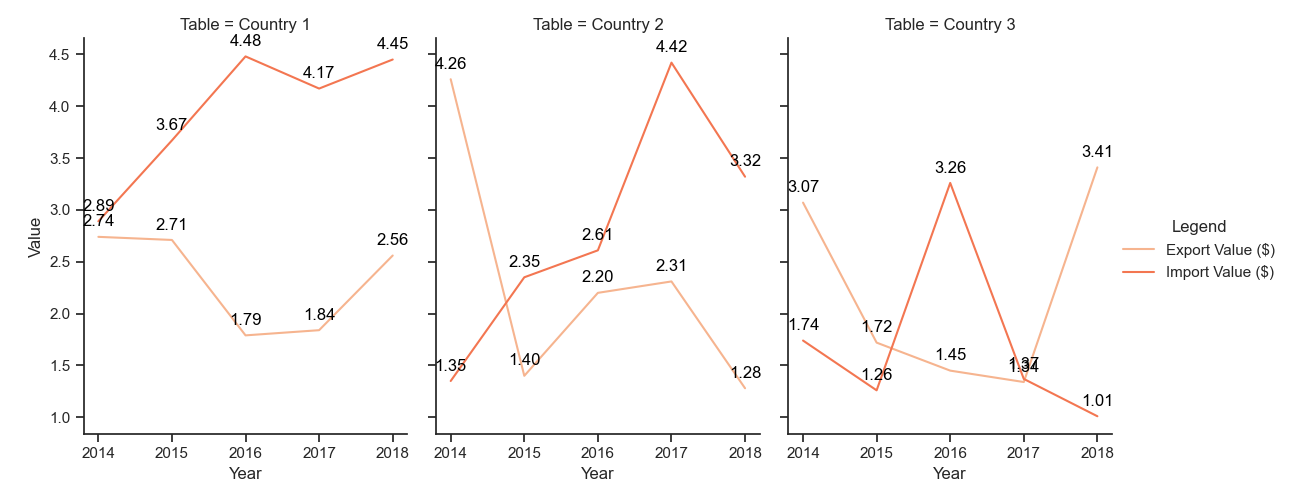 Table = Country 1
Table = Country 2
Table = Country 3
4.5
4.0
3.5
3.0
2.5
2.0
1.5
1.0
Value
2.89
3.67
4.48
4.17
4.45
2.74
2.71
1.79
1.84
2.56
2014 2015 2016 2017 2018
Year
4.26
1.40
2.20
2.31
1.28
1.35
2.35
2.61
4.42
3.32
2014 2015 2016 2017 2018
Year
3.07
1.72
1.45
1.34
3.41
1.74
1.26
3.26
1.37
1.01
2014 2015 2016 2017 2018
Year
Legend
Export Value ($)
Import Value ($)